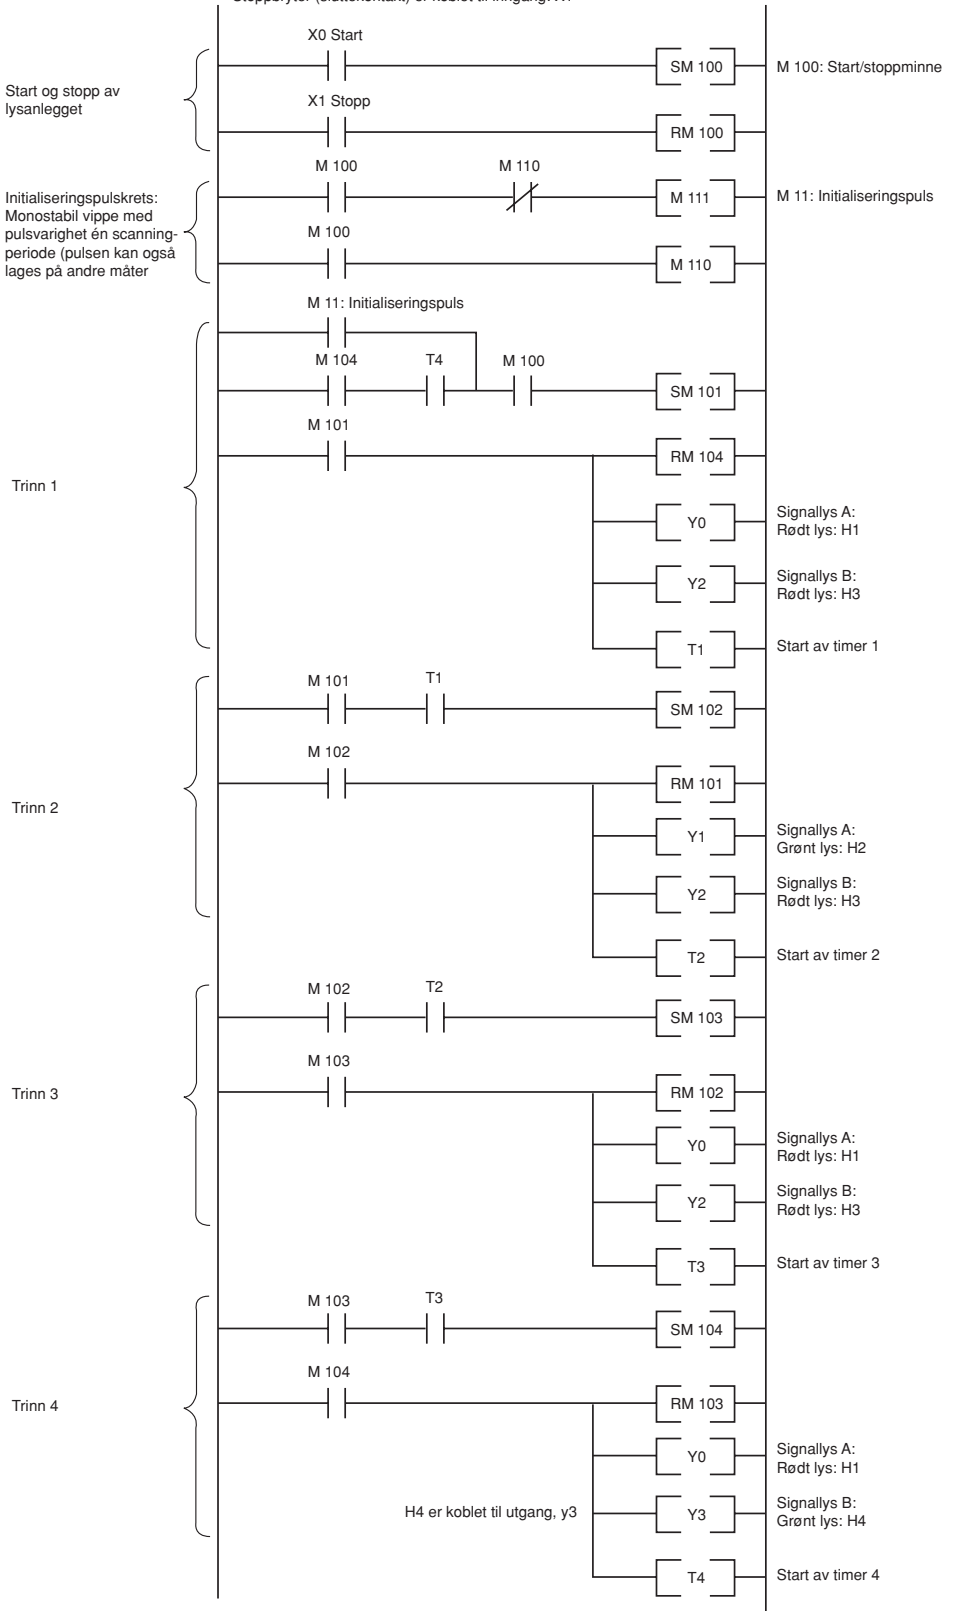 X0 Start
SM 100
M 100: Start/stoppminne
Start og stopp av
lysanlegget
X1 Stopp
RM 100
M 100
M 110
M 111
M 11: Initialiseringspuls
Initialiseringspulskrets:
Monostabil vippe med
pulsvarighet én scanning-
periode (pulsen kan også
lages på andre måter
M 100
M 110
M 11: Initialiseringspuls
M 104
T4
M 100
SM 101
M 101
RM 104
Trinn 1
Y0
Signallys A:
Rødt lys: H1
Y2
Signallys B:
Rødt lys: H3
T1
Start av timer 1
M 101
T1
SM 102
M 102
RM 101
Trinn 2
Y1
Signallys A:
Grønt lys: H2
Y2
Signallys B:
Rødt lys: H3
T2
Start av timer 2
M 102
T2
SM 103
M 103
RM 102
Trinn 3
Y0
Signallys A:
Rødt lys: H1
Y2
Signallys B:
Rødt lys: H3
T3
Start av timer 3
M 103
T3
SM 104
M 104
RM 103
Trinn 4
Y0
Signallys A:
Rødt lys: H1
H4 er koblet til utgang, y3
Y3
Signallys B:
Grønt lys: H4
T4
Start av timer 4